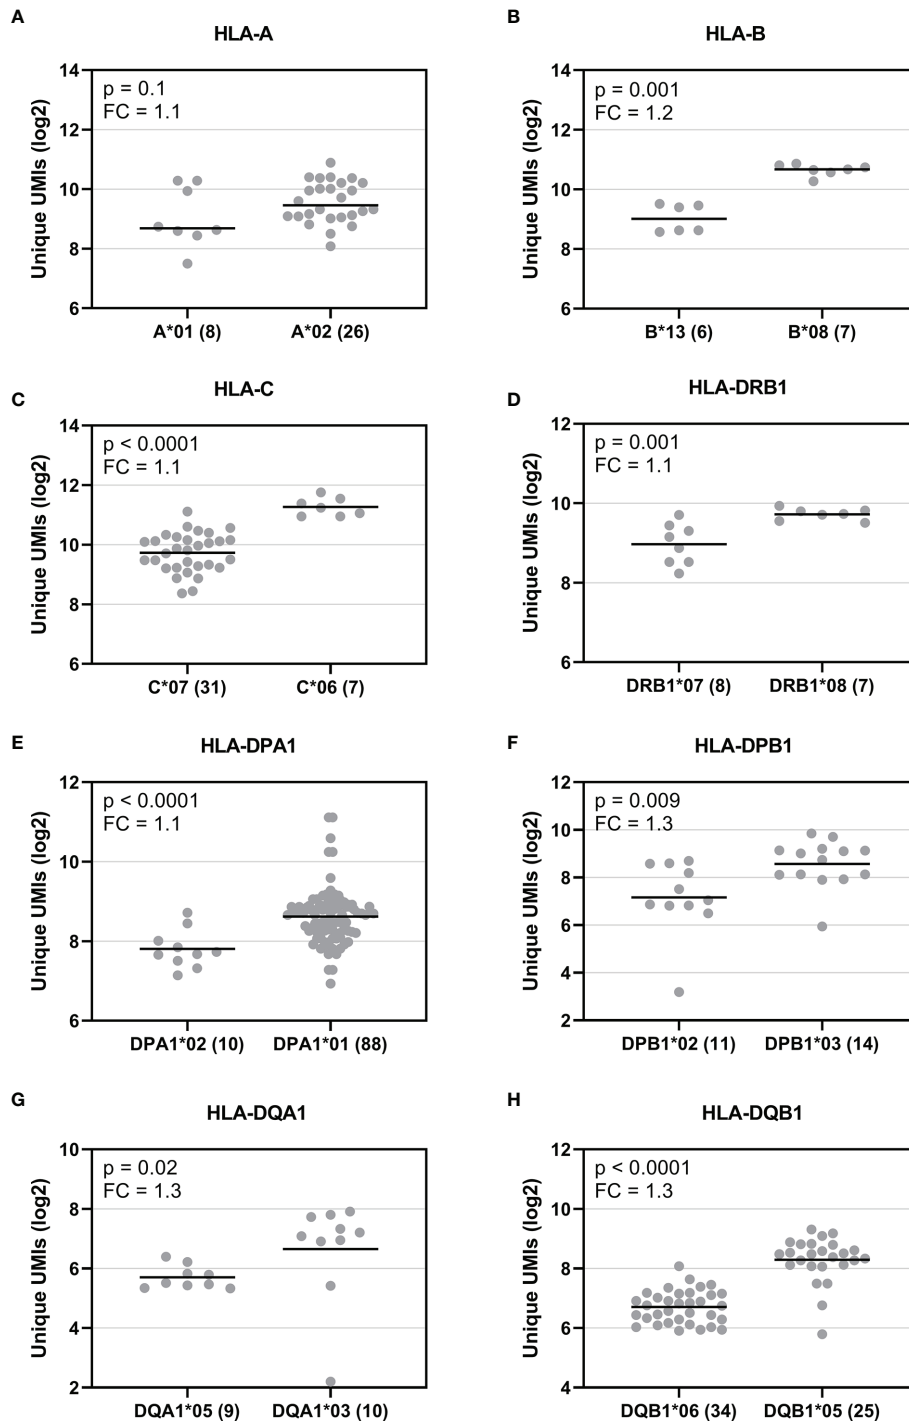 A
HLA-A
Unique UMIs (log2)
14
12
10
8
6
p = 0.1
FC = 1.1
A*01 (8)
A*02 (26)
B
HLA-B
Unique UMIs (log2)
14
12
10
8
6
p = 0.001
FC = 1.2
B*13 (6)
B*08 (7)
C
HLA-C
Unique UMIs (log2)
14
12
10
8
6
p < 0.0001
FC = 1.1
C*07 (31)
C*06 (7)
D
HLA-DRB1
Unique UMIs (log2)
12
10
8
6
p = 0.001
FC = 1.1
DRB1*07 (8)
DRB1*08 (7)
E
HLA-DPA1
Unique UMIs (log2)
12
10
8
6
p < 0.0001
FC = 1.1
DPA1*02 (10)
DPA1*01 (88)
F
HLA-DPB1
Unique UMIs (log2)
12
10
8
6
4
2
p = 0.009
FC = 1.3
DPB1*02 (11)
DPB1*03 (14)
G
HLA-DQA1
Unique UMIs (log2)
10
8
6
4
2
p = 0.02
FC = 1.3
DQA1*05 (9)
DQA1*03 (10)
H
HLA-DQB1
Unique UMIs (log2)
12
10
8
6
4
p < 0.0001
FC = 1.3
DQB1*06 (34)
DQB1*05 (25)